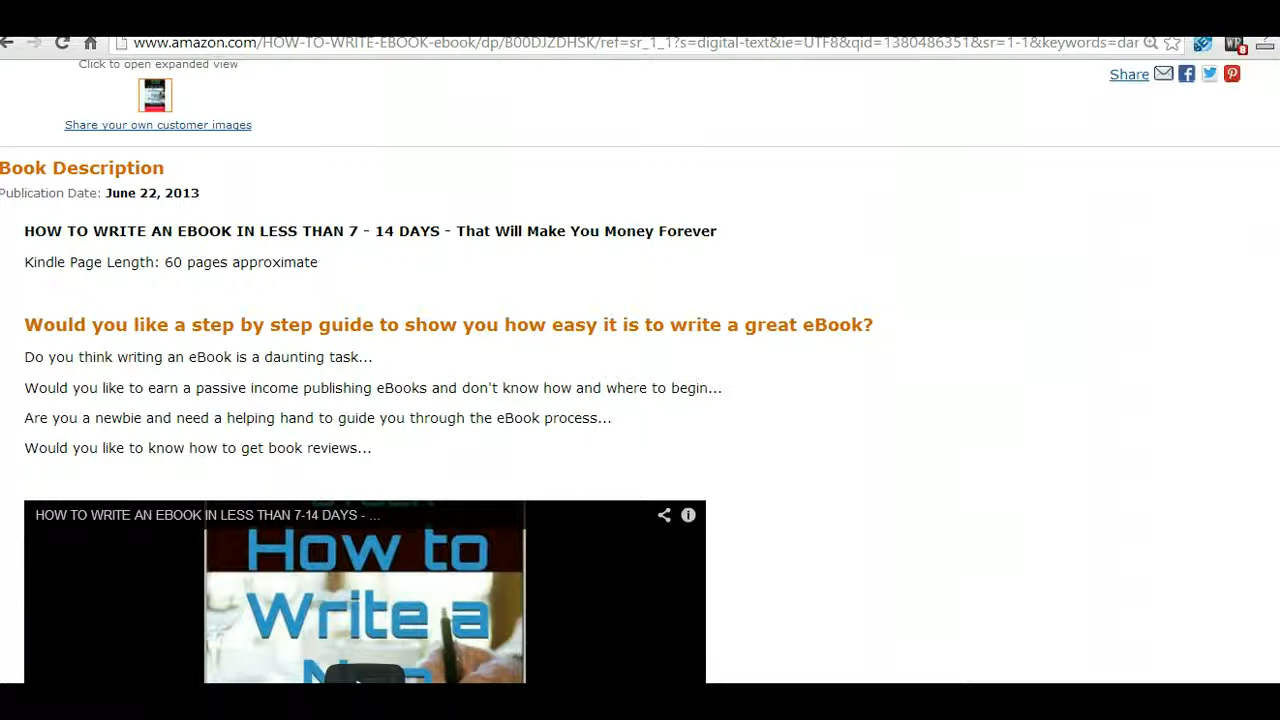 www.amazon.com/HOW-TO-WRITE-EBOOK-ebook/dp/B00DJZDHSK/ref=sr_1_1?s=digital-text&ie=UTF8&qid=1380486351&sr=1-1&keywords=dar
Click to open expanded view
Share
Share your own customer images
Book Description
Publication Date: June 22, 2013
HOW TO WRITE AN EBOOK IN LESS THAN 7 - 14 DAYS - That Will Make You Money Forever
Kindle Page Length: 60 pages approximate
Would you like a step by step guide to show you how easy it is to write a great eBook?
Do you think writing an eBook is a daunting task...
Would you like to earn a passive income publishing eBooks and don't know how and where to begin...
Are you a newbie and need a helping hand to guide you through the eBook process...
Would you like to know how to get book reviews...
HOW TO WRITE AN EBOOK IN LESS THAN 7-14 DAYS - ...
How to
Write a